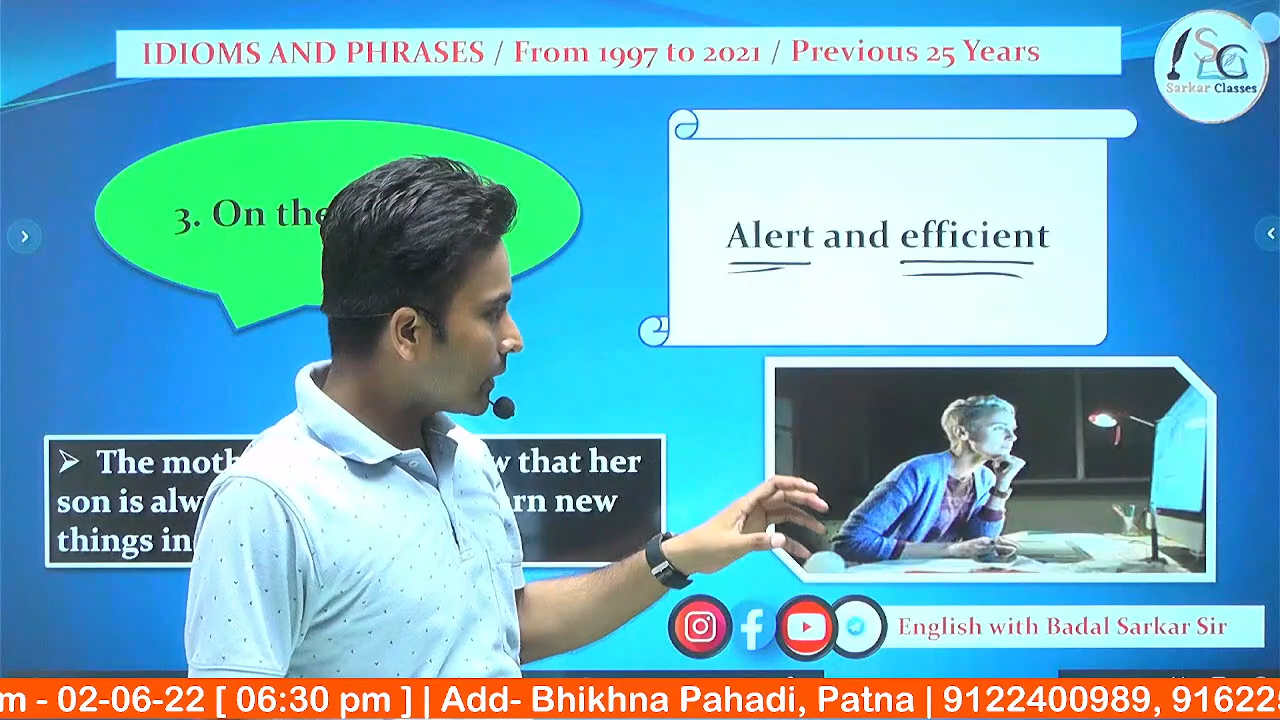 IDIOMS AND PHRASES / From 1997 to 2021 / Previous 25 Years
SC
Sarkar Classes
3. On the
Alert and efficient
➤ The moth w that her
son is alw rn new
things in
English with Badal Sarkar Sir
m - 02-06-22 [ 06:30 pm ] | Add- Bhikhna Pahadi, Patna | 9122400989, 91622